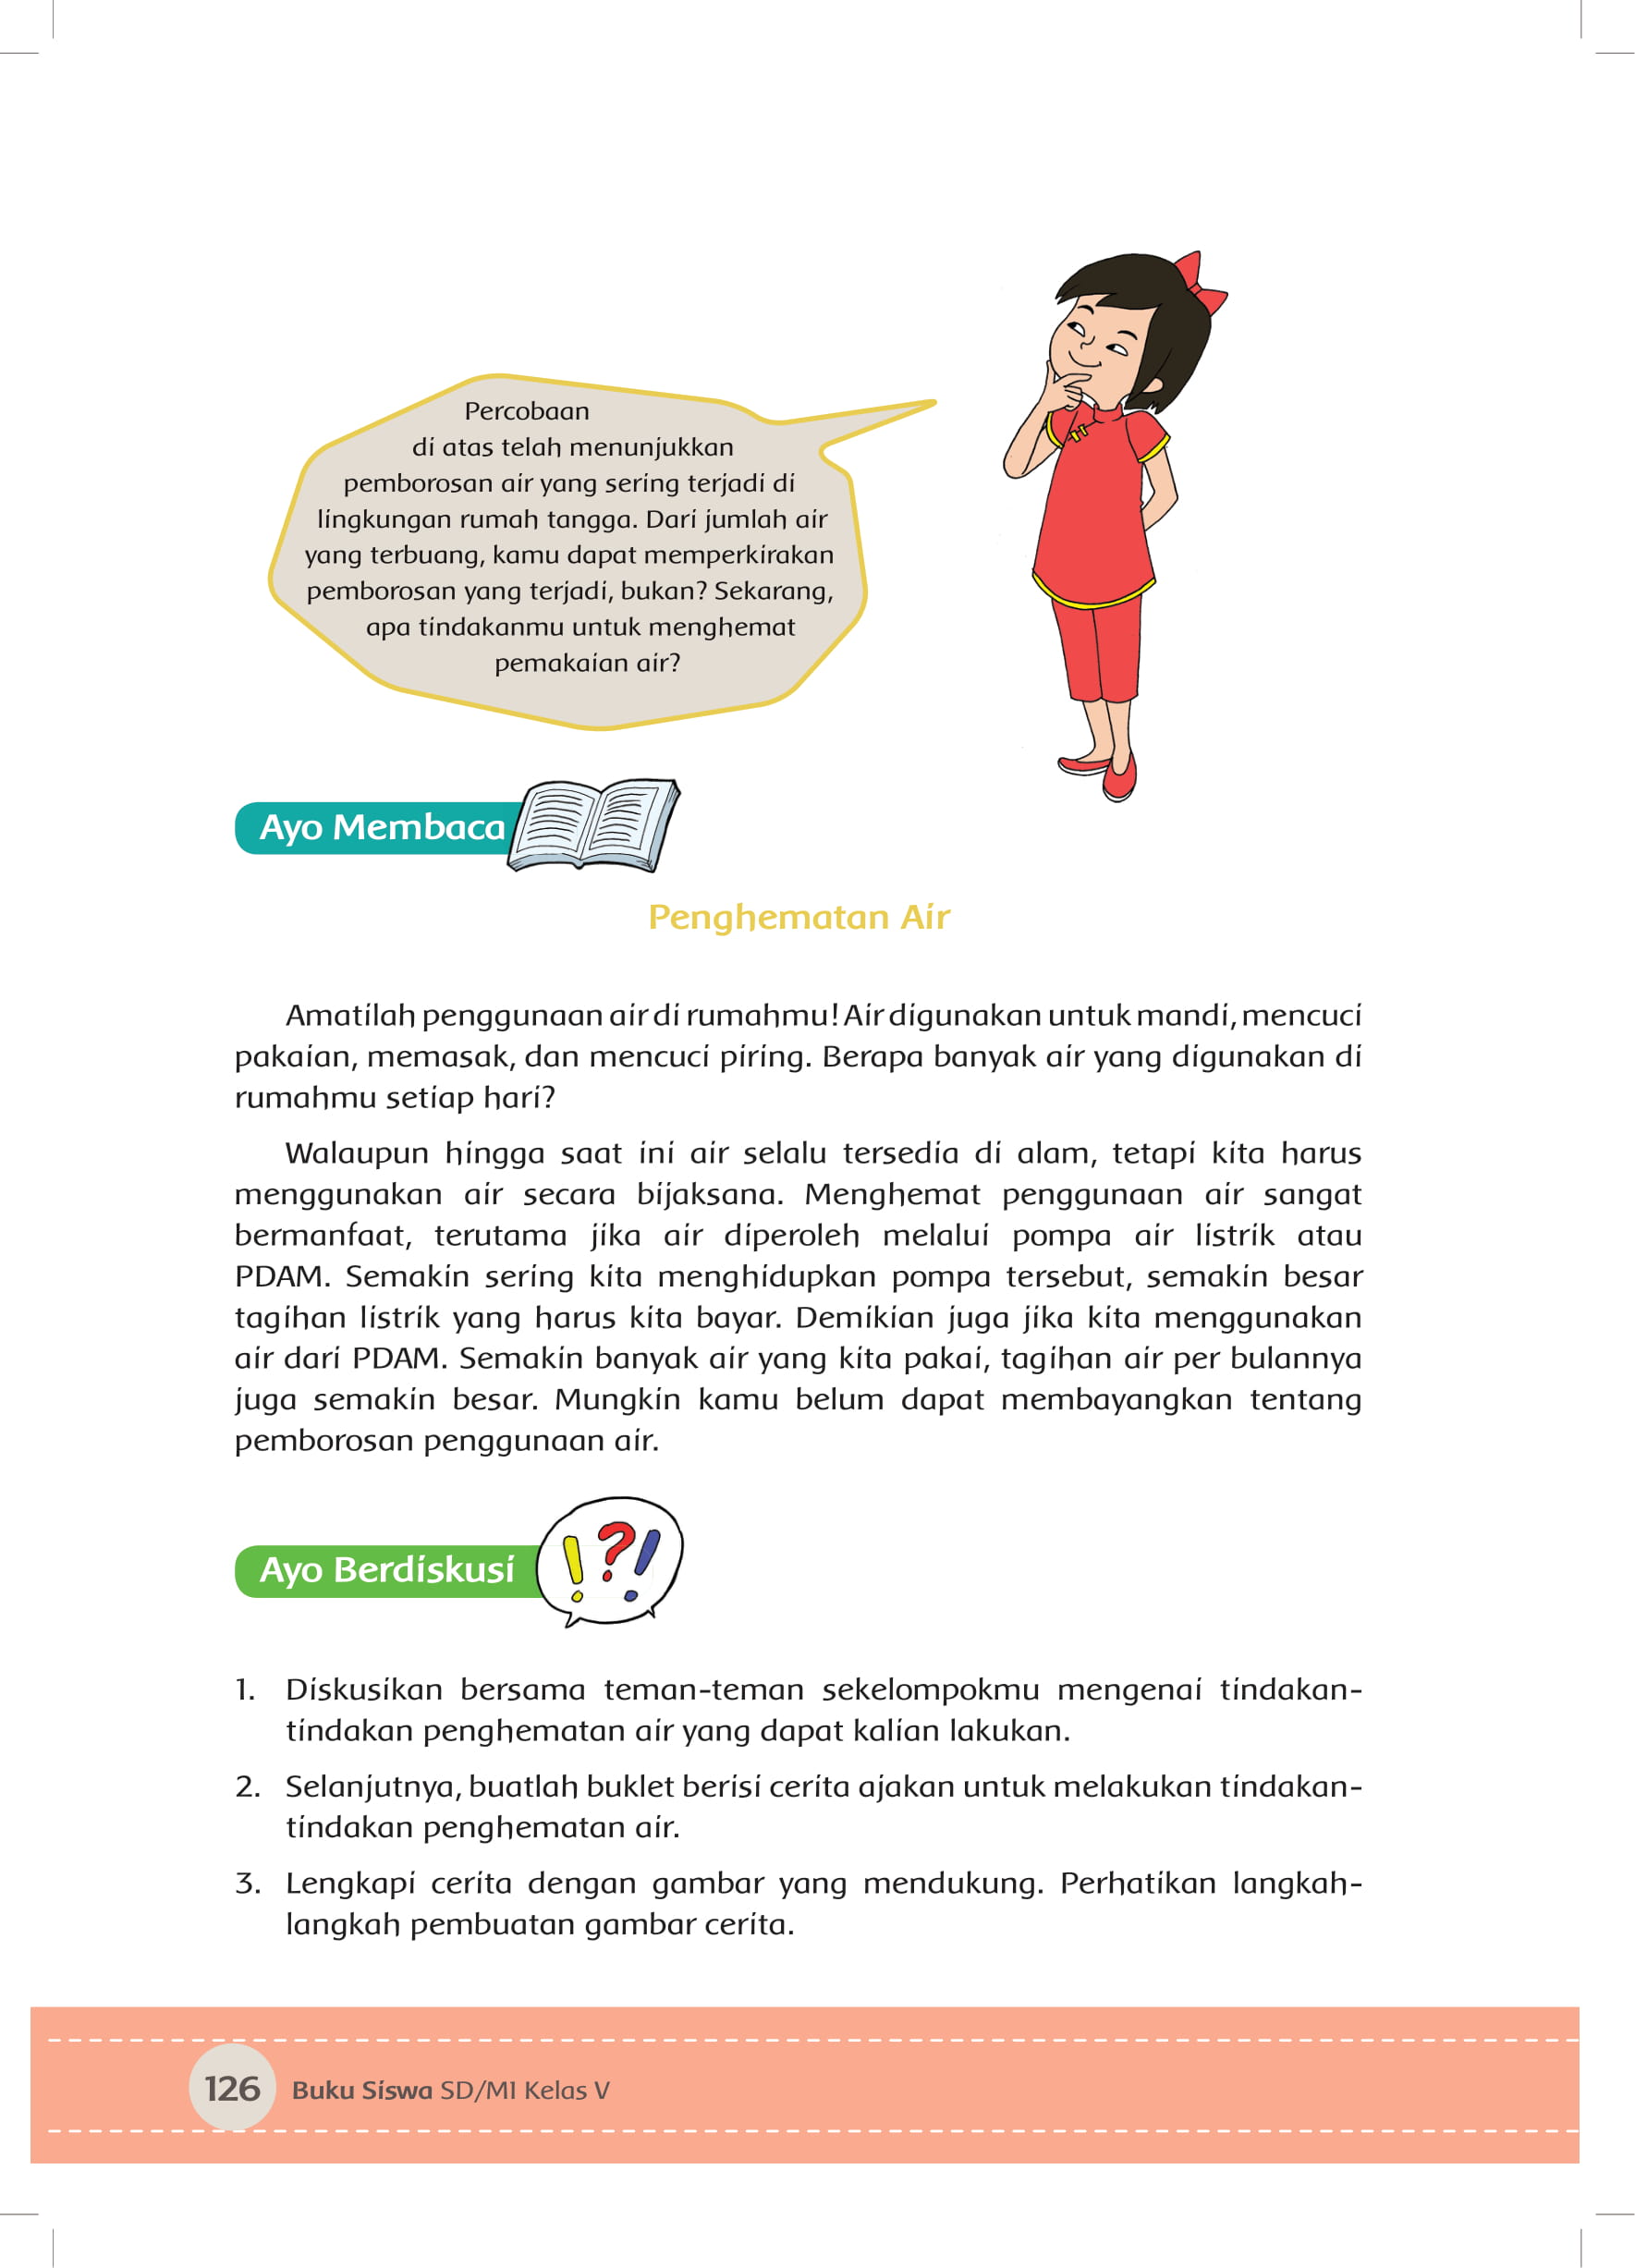 Percobaan
di atas telah menunjukkan
pemborosan air yang sering terjadi di
lingkungan rumah tangga. Dari jumlah air
yang terbuang, kamu dapat memperkirakan
pemborosan yang terjadi, bukan? Sekarang,
apa tindakanmu untuk menghemat
pemakaian air?
Ayo Membaca
Penghematan Air
Amatilah penggunaan air di rumahmu! Air digunakan untuk mandi, mencuci
pakaian, memasak, dan mencuci piring. Berapa banyak air yang digunakan di
rumahmu setiap hari?
Walaupun hingga saat ini air selalu tersedia di alam, tetapi kita harus
menggunakan air secara bijaksana. Menghemat penggunaan air sangat
bermanfaat, terutama jika air diperoleh melalui pompa air listrik atau
PDAM. Semakin sering kita menghidupkan pompa tersebut, semakin besar
tagihan listrik yang harus kita bayar. Demikian juga jika kita menggunakan
air dari PDAM. Semakin banyak air yang kita pakai, tagihan air per bulannya
juga semakin besar. Mungkin kamu belum dapat membayangkan tentang
pemborosan penggunaan air.
Ayo Berdiskusi
! ? !
1. Diskusikan bersama teman-teman sekelompokmu mengenai tindakan-
tindakan penghematan air yang dapat kalian lakukan.
2. Selanjutnya, buatlah buklet berisi cerita ajakan untuk melakukan tindakan-
tindakan penghematan air.
3. Lengkapi cerita dengan gambar yang mendukung. Perhatikan langkah-
langkah pembuatan gambar cerita.
126 Buku Siswa SD/MI Kelas V